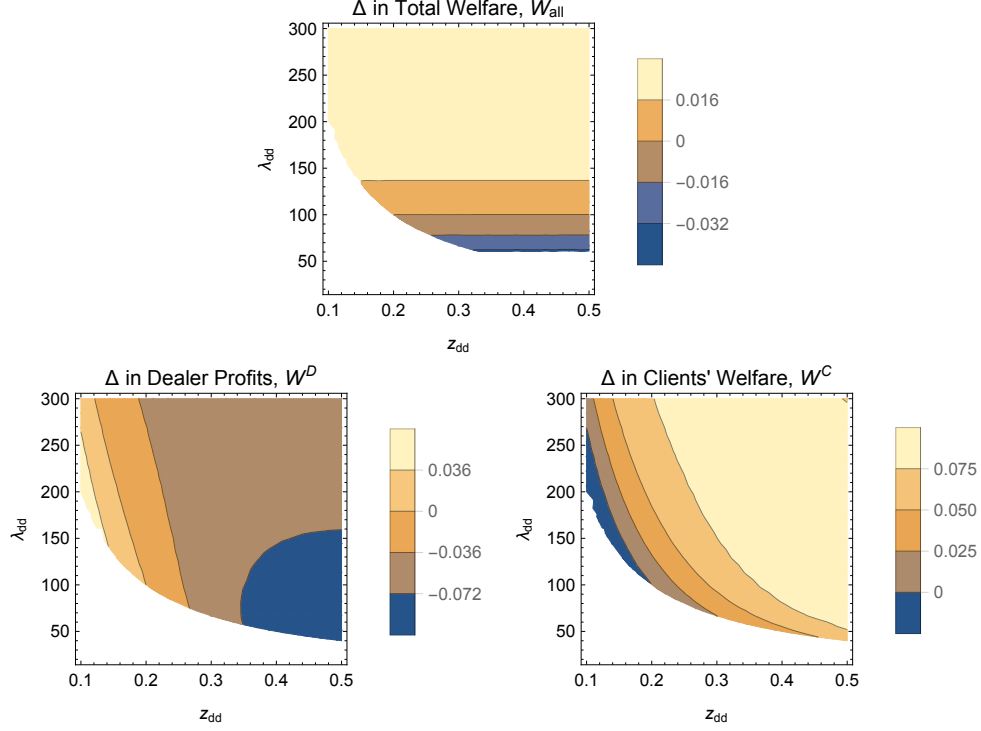 Δ in Total Welfare, W_all
300
250
200
150
100
50
λ_dd
0.1 0.2 0.3 0.4 0.5
z_dd
0.016
0
−0.016
−0.032
Δ in Dealer Profits, W^D
300
250
200
150
100
50
λ_dd
0.1 0.2 0.3 0.4 0.5
z_dd
0.036
0
−0.036
−0.072
Δ in Clients' Welfare, W^C
300
250
200
150
100
50
λ_dd
0.1 0.2 0.3 0.4 0.5
z_dd
0.075
0.050
0.025
0